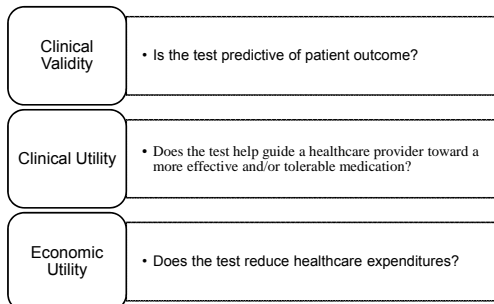 Clinical
Validity
• Is the test predictive of patient outcome?
Clinical Utility
• Does the test help guide a healthcare provider toward a
more effective and/or tolerable medication?
Economic
Utility
• Does the test reduce healthcare expenditures?